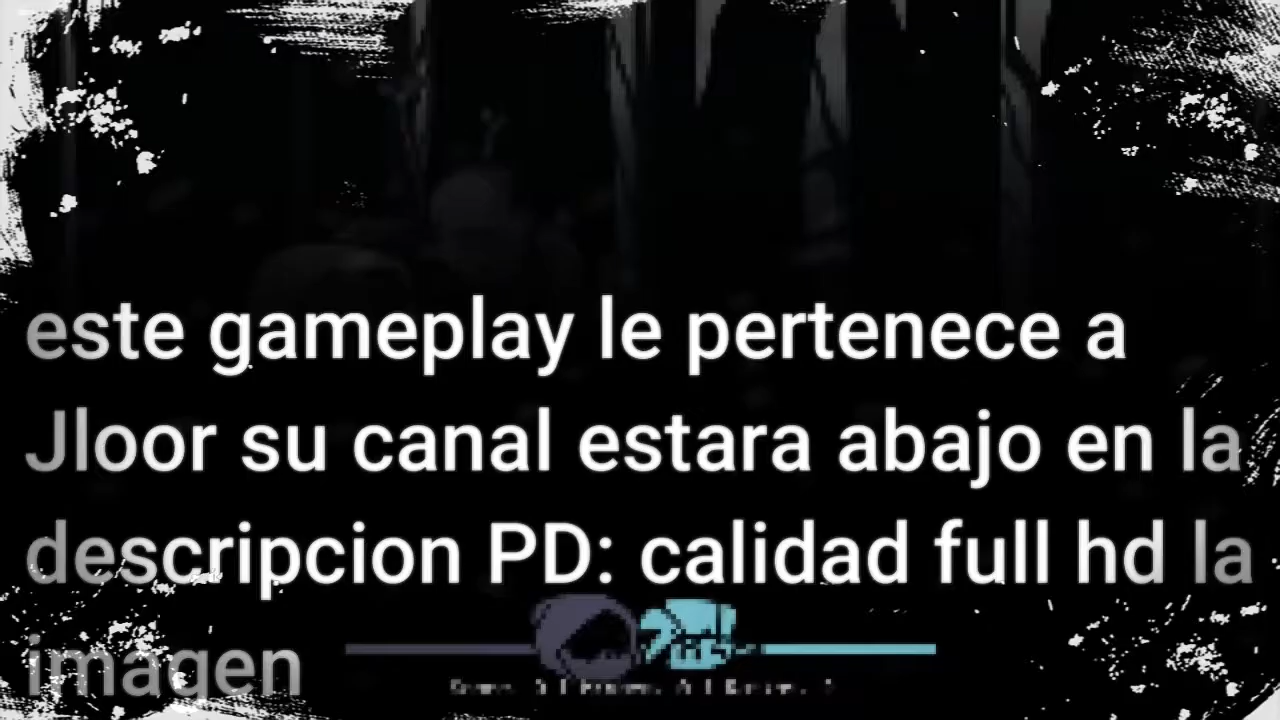 este gameplay le pertenece a
Jloor su canal estara abajo en la
descripcion PD: calidad full hd la
imagen